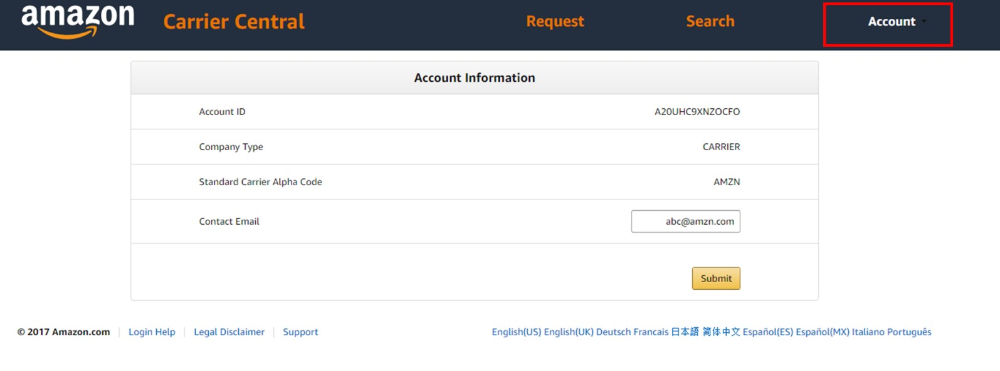 amazon Carrier Central Request Search Account
Account Information
Account ID A20UHC9XNZOCFO
Company Type CARRIER
Standard Carrier Alpha Code AMZN
Contact Email abc@amzn.com
Submit
© 2017 Amazon.com Login Help Legal Disclaimer Support English(US) English(UK) Deutsch Francais 日本語 简体中文 Español(ES) Español(MX) Italiano Português